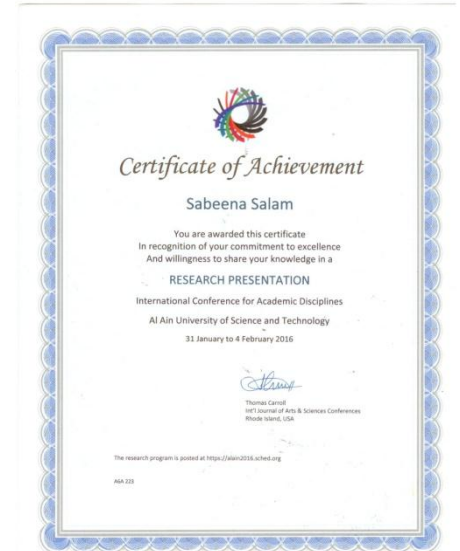 Certificate of Achievement
Sabeena Salam
You are awarded this certificate
In recognition of your commitment to excellence
And willingness to share your knowledge in a
RESEARCH PRESENTATION
International Conference for Academic Disciplines
Al Ain University of Science and Technology
31 January to 4 February 2016
Thomas Carroll
Int'l Journal of Arts & Sciences Conferences
Rhode Island, USA
The research program is posted at https://alain2016.sched.org
A6A 225